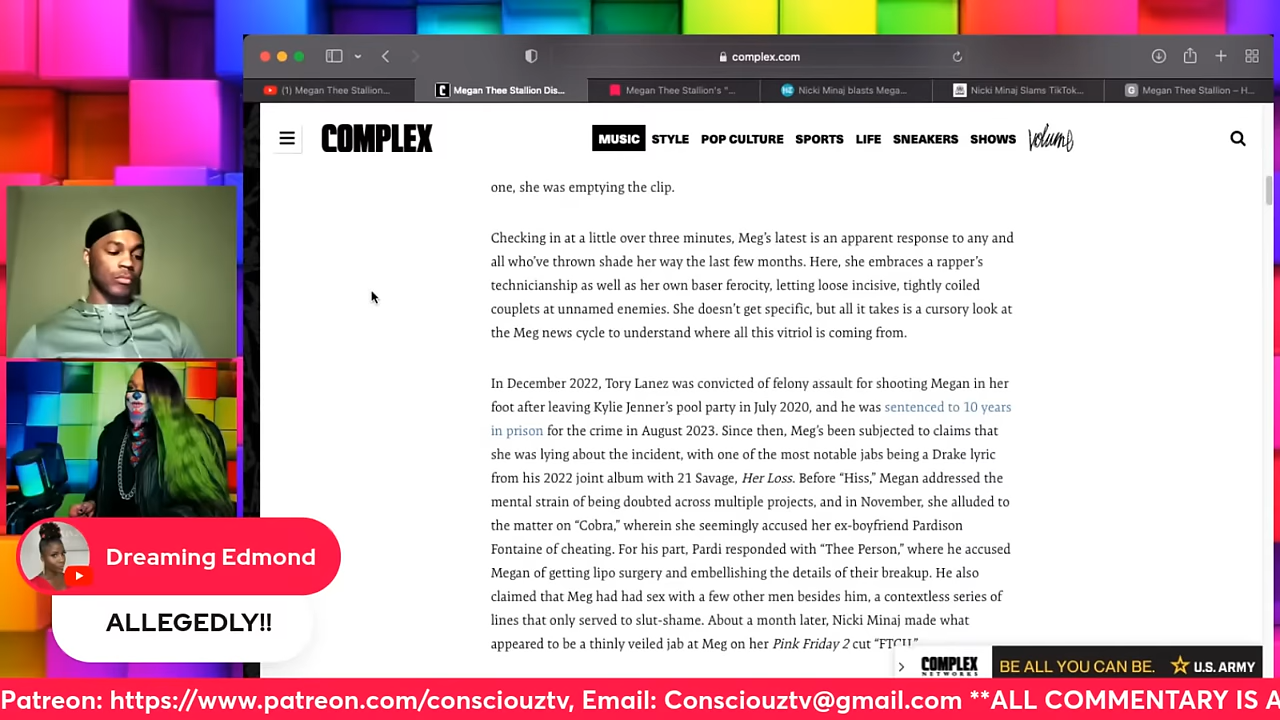 complex.com
(1) Megan Thee Stallion...
Megan Thee Stallion Dis...
Megan Thee Stallion's "...
Nicki Minaj blasts Mega...
Nicki Minaj Slams TikTok...
Megan Thee Stallion – H...
COMPLEX
MUSIC STYLE POP CULTURE SPORTS LIFE SNEAKERS SHOWS Volume
one, she was emptying the clip.
Checking in at a little over three minutes, Meg’s latest is an apparent response to any and
all who’ve thrown shade her way the last few months. Here, she embraces a rapper’s
technicianship as well as her own baser ferocity, letting loose incisive, tightly coiled
couplets at unnamed enemies. She doesn’t get specific, but all it takes is a cursory look at
the Meg news cycle to understand where all this vitriol is coming from.
In December 2022, Tory Lanez was convicted of felony assault for shooting Megan in her
foot after leaving Kylie Jenner’s pool party in July 2020, and he was sentenced to 10 years
in prison for the crime in August 2023. Since then, Meg’s been subjected to claims that
she was lying about the incident, with one of the most notable jabs being a Drake lyric
from his 2022 joint album with 21 Savage, Her Loss. Before “Hiss,” Megan addressed the
mental strain of being doubted across multiple projects, and in November, she alluded to
the matter on “Cobra,” wherein she seemingly accused her ex-boyfriend Pardison
Fontaine of cheating. For his part, Pardi responded with “Thee Person,” where he accused
Megan of getting lipo surgery and embellishing the details of their breakup. He also
claimed that Meg had had sex with a few other men besides him, a contextless series of
lines that only served to slut-shame. About a month later, Nicki Minaj made what
appeared to be a thinly veiled jab at Meg on her Pink Friday 2 cut “FTCU.”
Dreaming Edmond
ALLEGEDLY!!
COMPLEX
NETWORKS
BE ALL YOU CAN BE. U.S. ARMY
Patreon: https://www.patreon.com/consciouztv, Email: Consciouztv@gmail.com **ALL COMMENTARY IS A